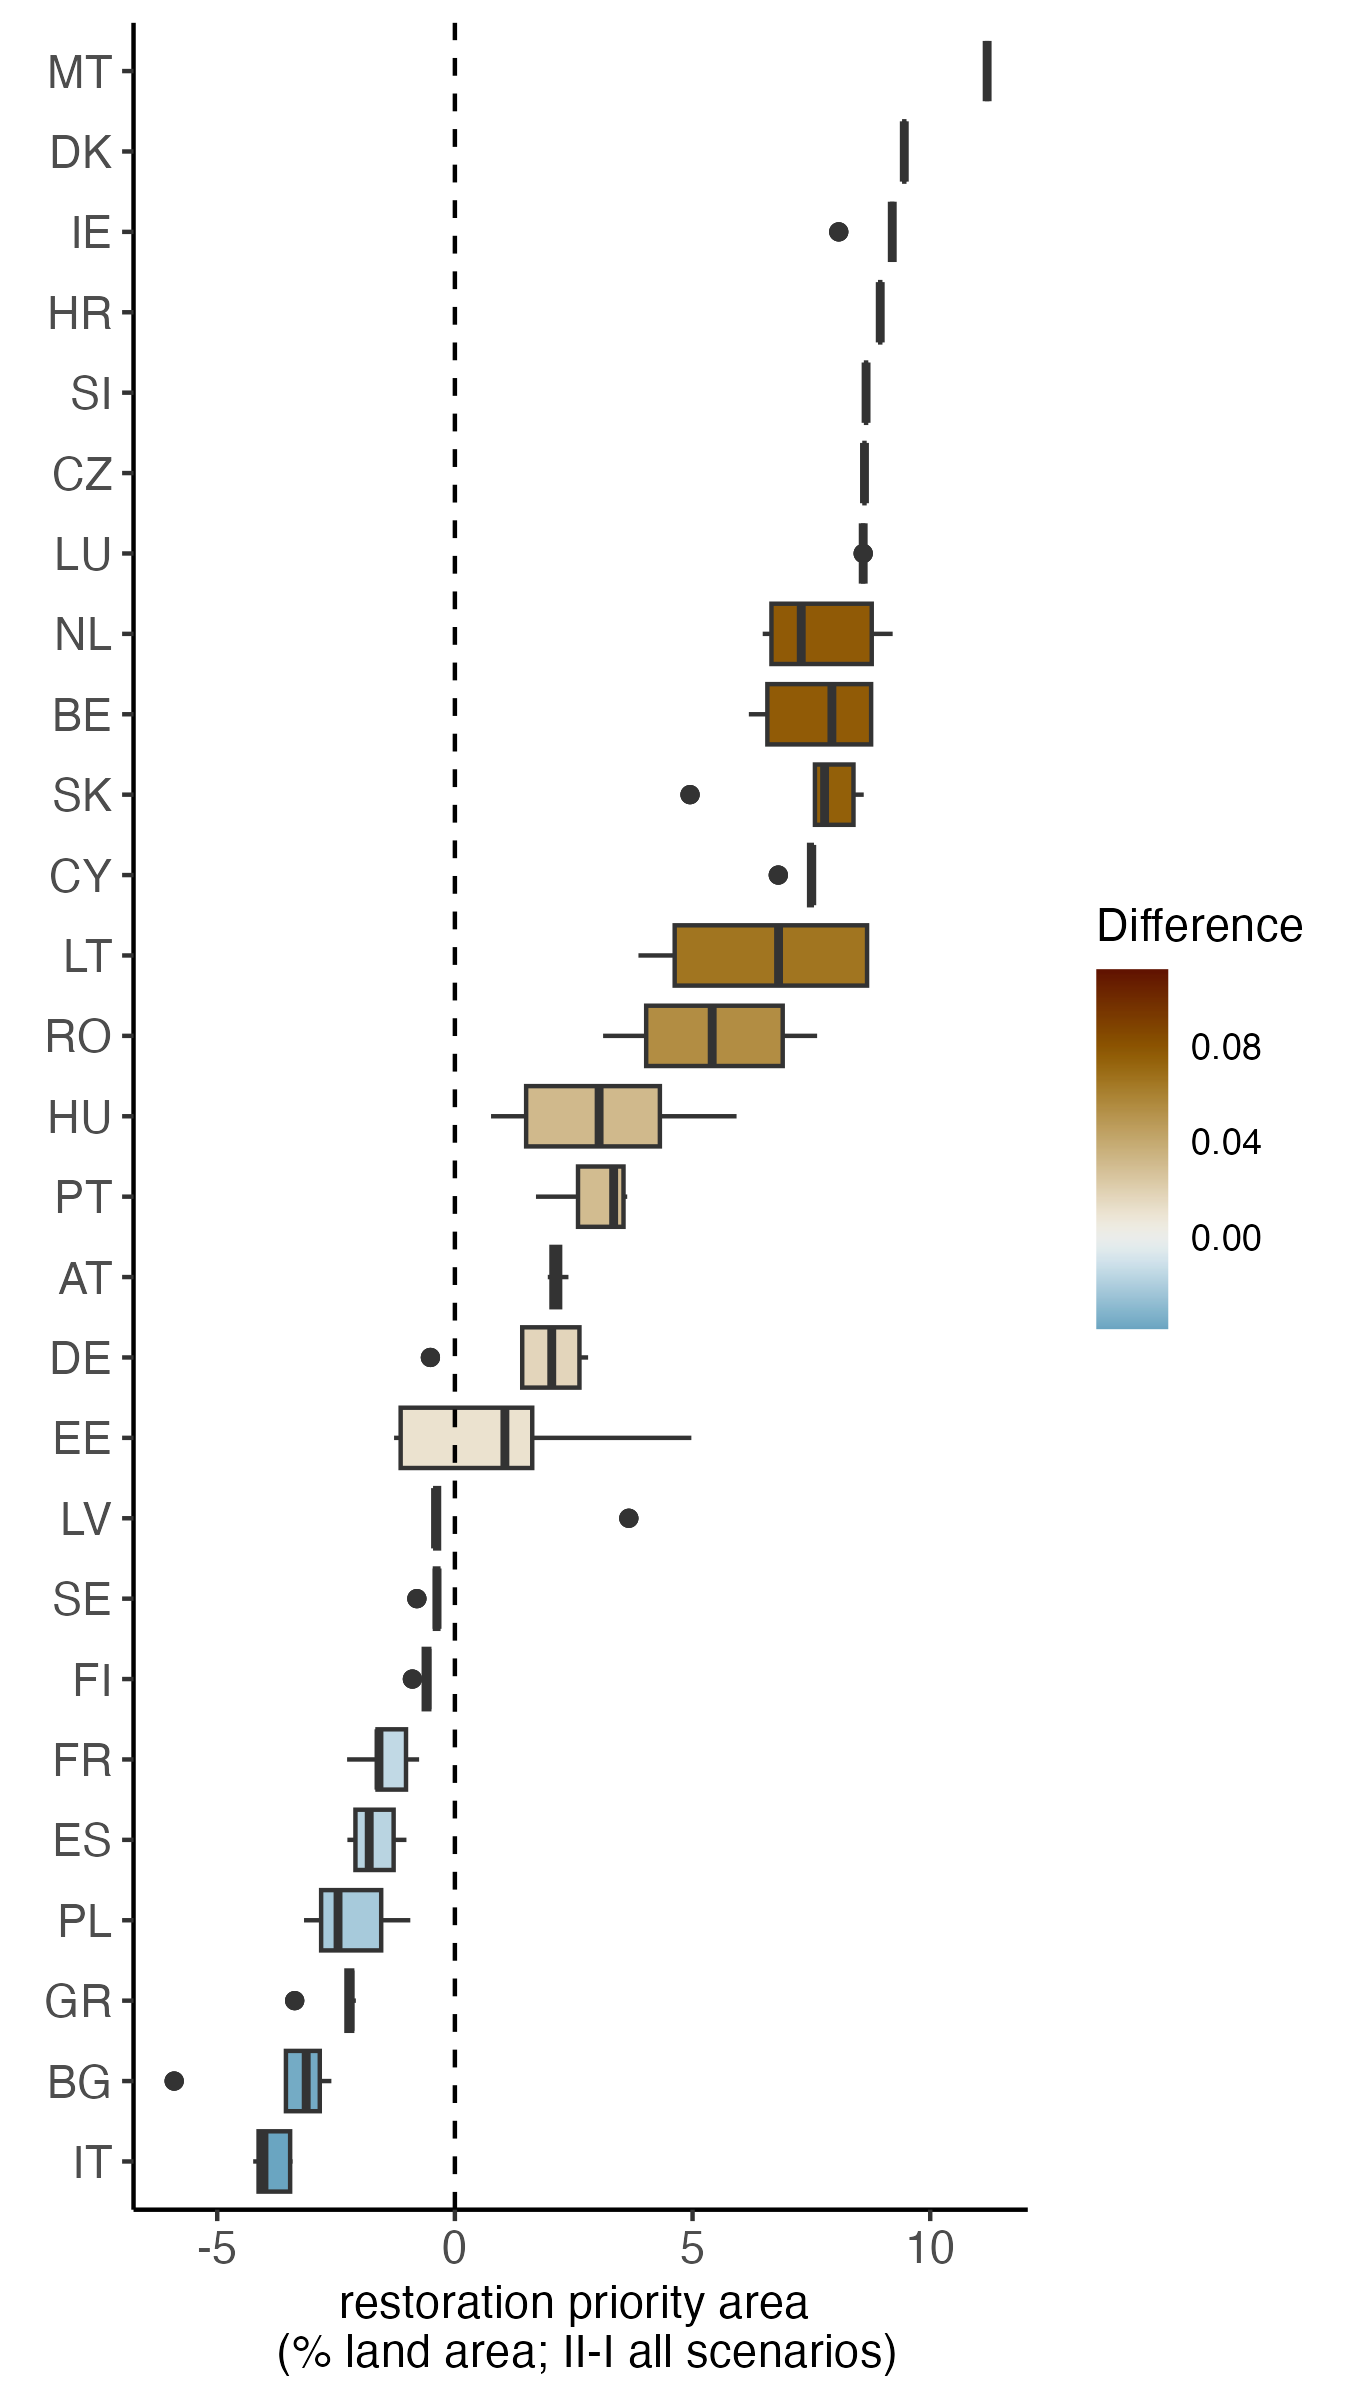 MT
DK
IE
HR
SI
CZ
LU
NL
BE
SK
CY
LT
RO
HU
PT
AT
DE
EE
LV
SE
FI
FR
ES
PL
GR
BG
IT
-5 0 5 10
restoration priority area
(% land area; II-I all scenarios)
Difference
0.08
0.04
0.00